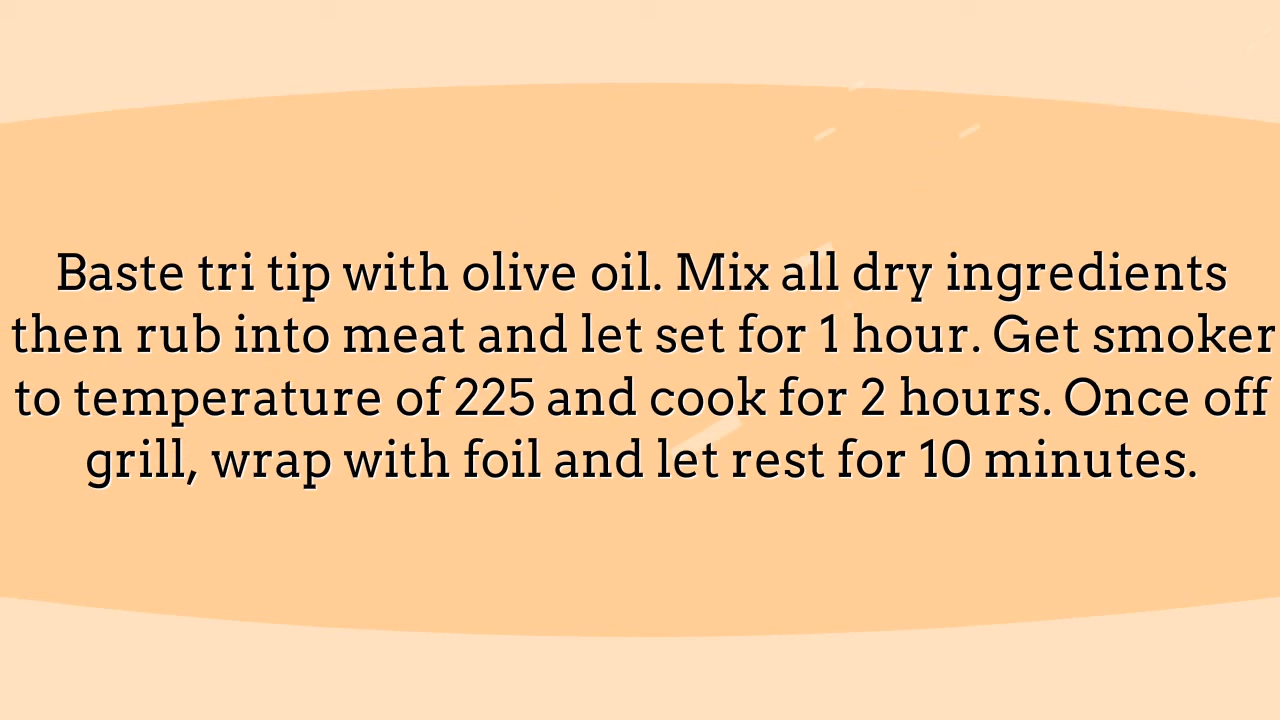 Baste tri tip with olive oil. Mix all dry ingredients
then rub into meat and let set for 1 hour. Get smoker
to temperature of 225 and cook for 2 hours. Once off
grill, wrap with foil and let rest for 10 minutes.